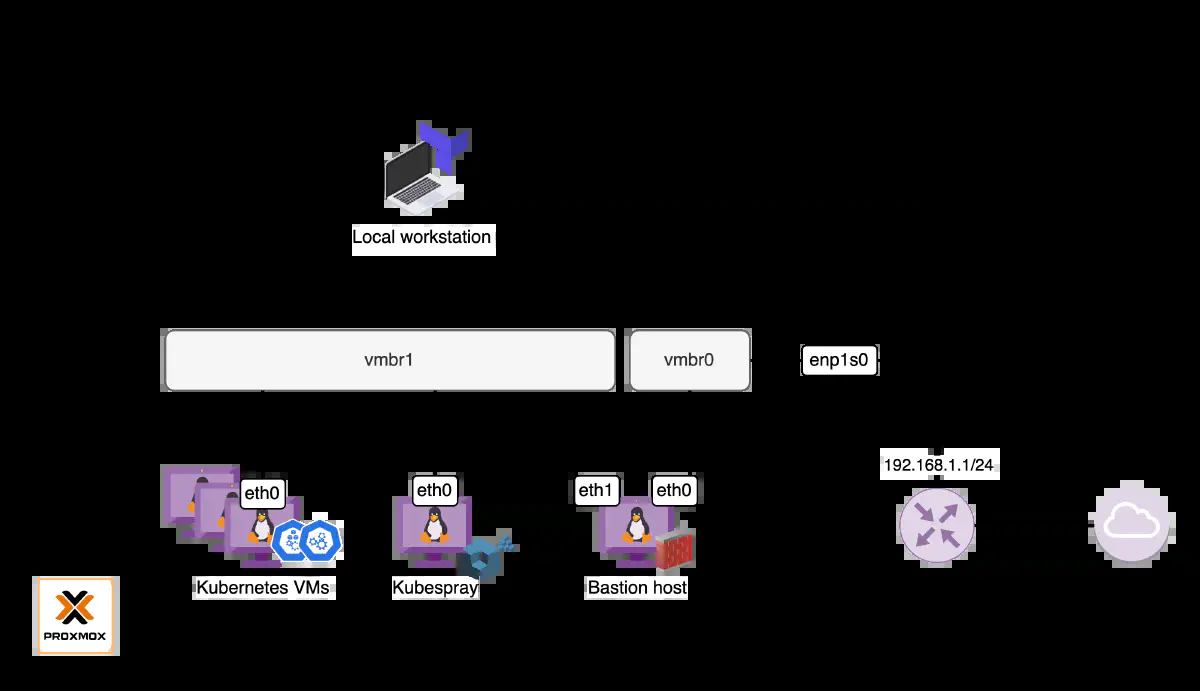 Local workstation
vmbr1
vmbr0
enp1s0
192.168.1.1/24
eth0
eth0
eth1
eth0
Kubernetes VMs
Kubespray
Bastion host
PROXMOX